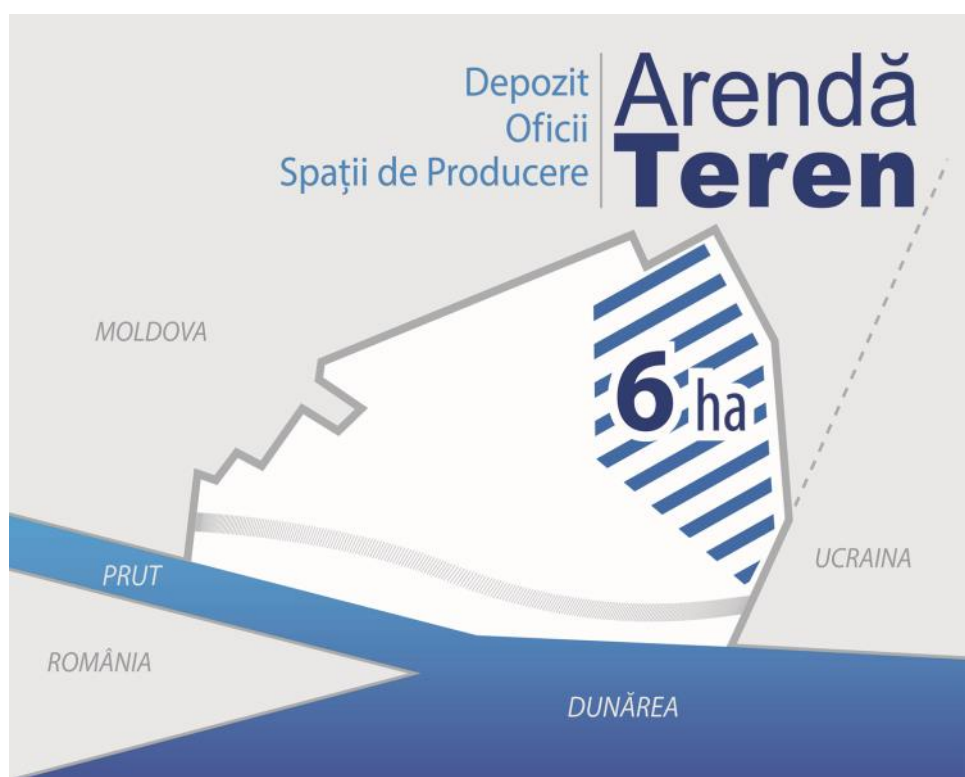 Depozit
Oficii
Spații de Producere
Arendă
Teren
MOLDOVA
6 ha
UCRAINA
PRUT
ROMÂNIA
DUNĂREA